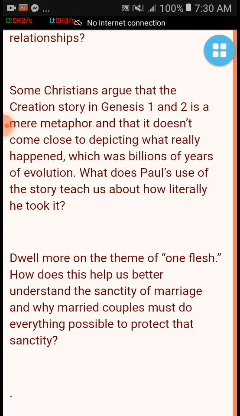 100% 7:30 AM
No internet connection
relationships?
Some Christians argue that the
Creation story in Genesis 1 and 2 is a
mere metaphor and that it doesn't
come close to depicting what really
happened, which was billions of years
of evolution. What does Paul's use of
the story teach us about how literally
he took it?
Dwell more on the theme of "one flesh."
How does this help us better
understand the sanctity of marriage
and why married couples must do
everything possible to protect that
sanctity?
.